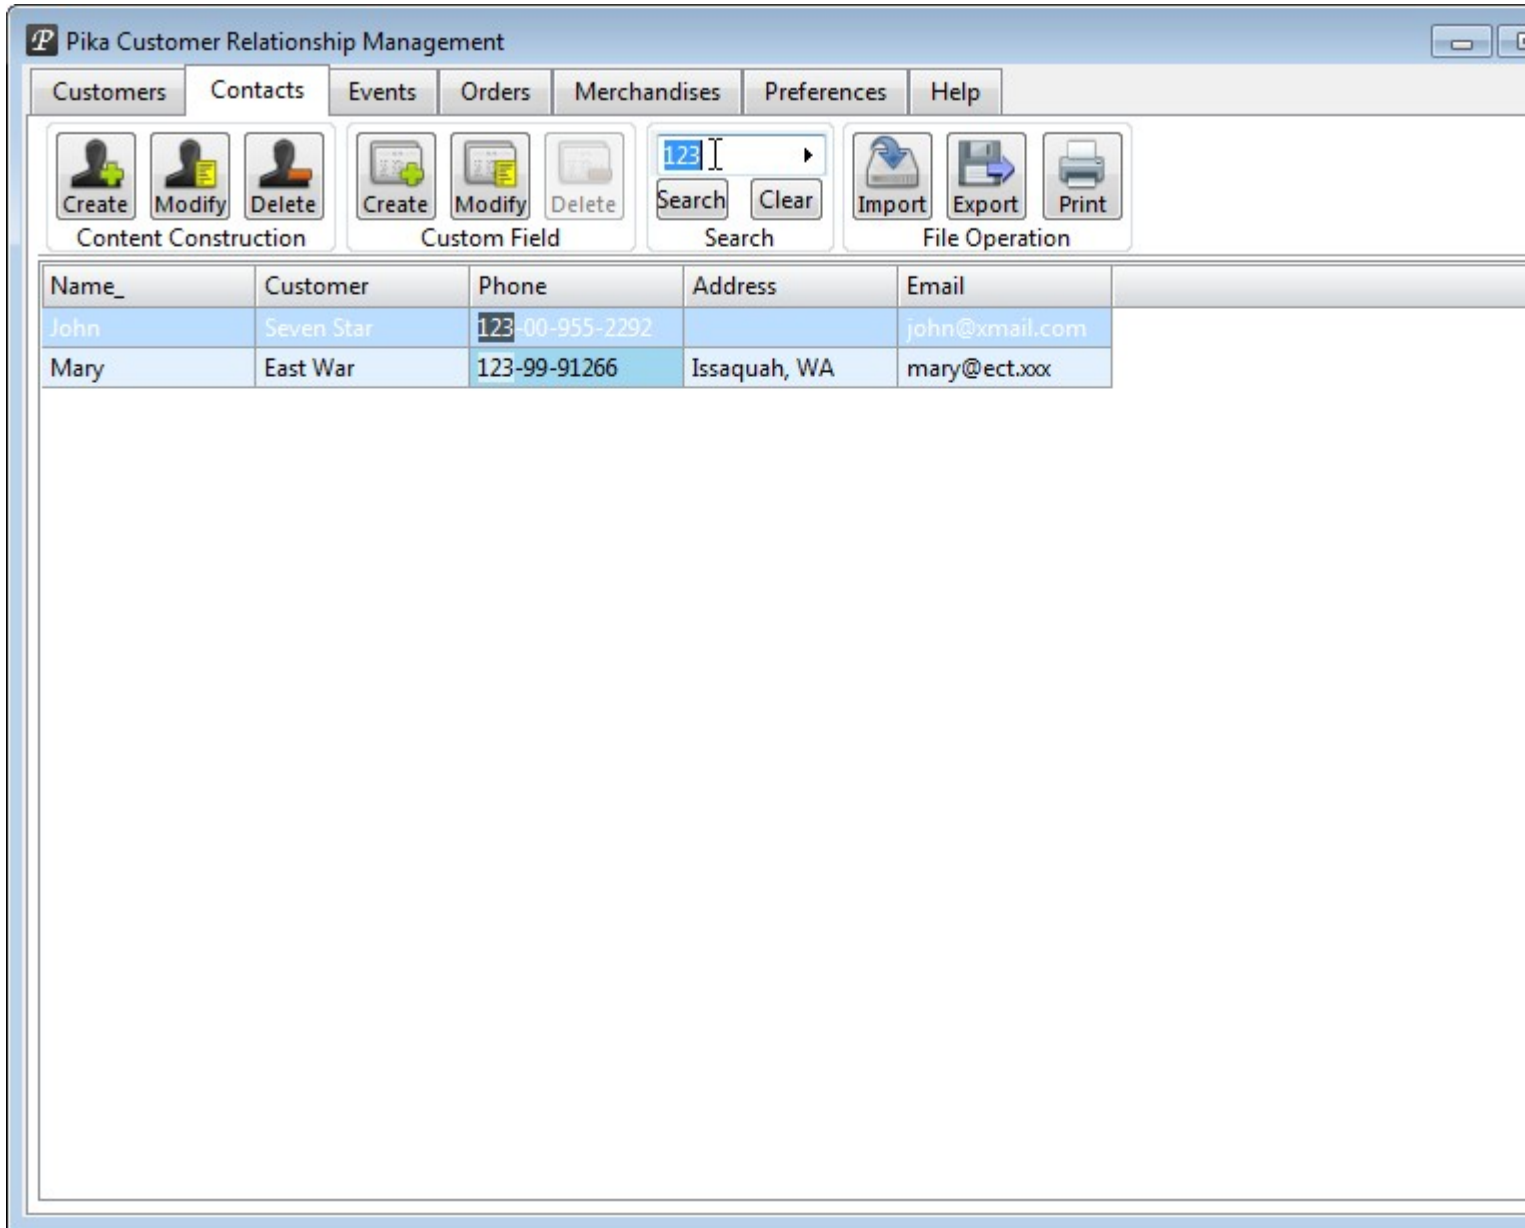 P Pika Customer Relationship Management
Customers Contacts Events Orders Merchandises Preferences Help
123
Create Modify Delete Create Modify Delete Search Clear Import Export Print
Content Construction Custom Field Search File Operation
Name_ Customer Phone Address Email
John Seven Star 123-00-955-2292 john@xmail.com
Mary East War 123-99-91266 Issaquah, WA mary@ect.xxx